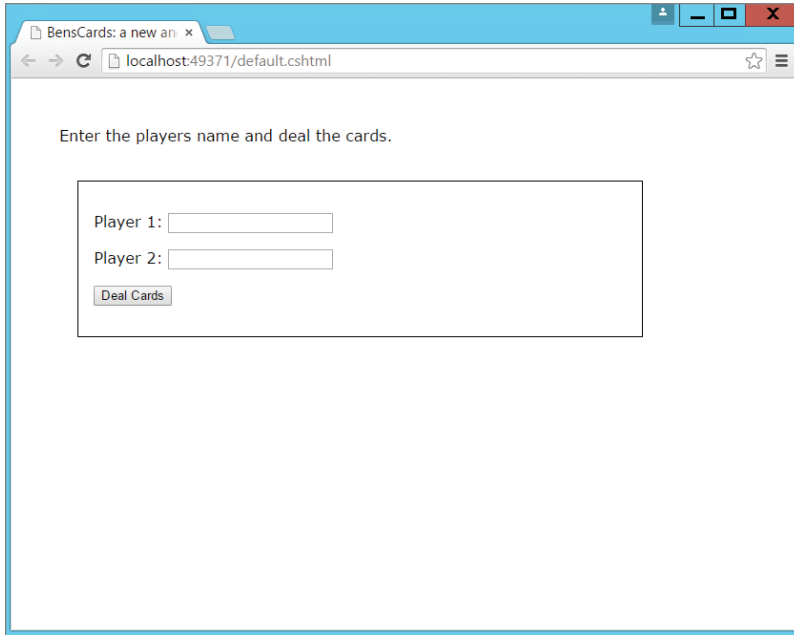 BensCards: a new an
localhost:49371/default.cshtml
Enter the players name and deal the cards.
Player 1:
Player 2:
Deal Cards